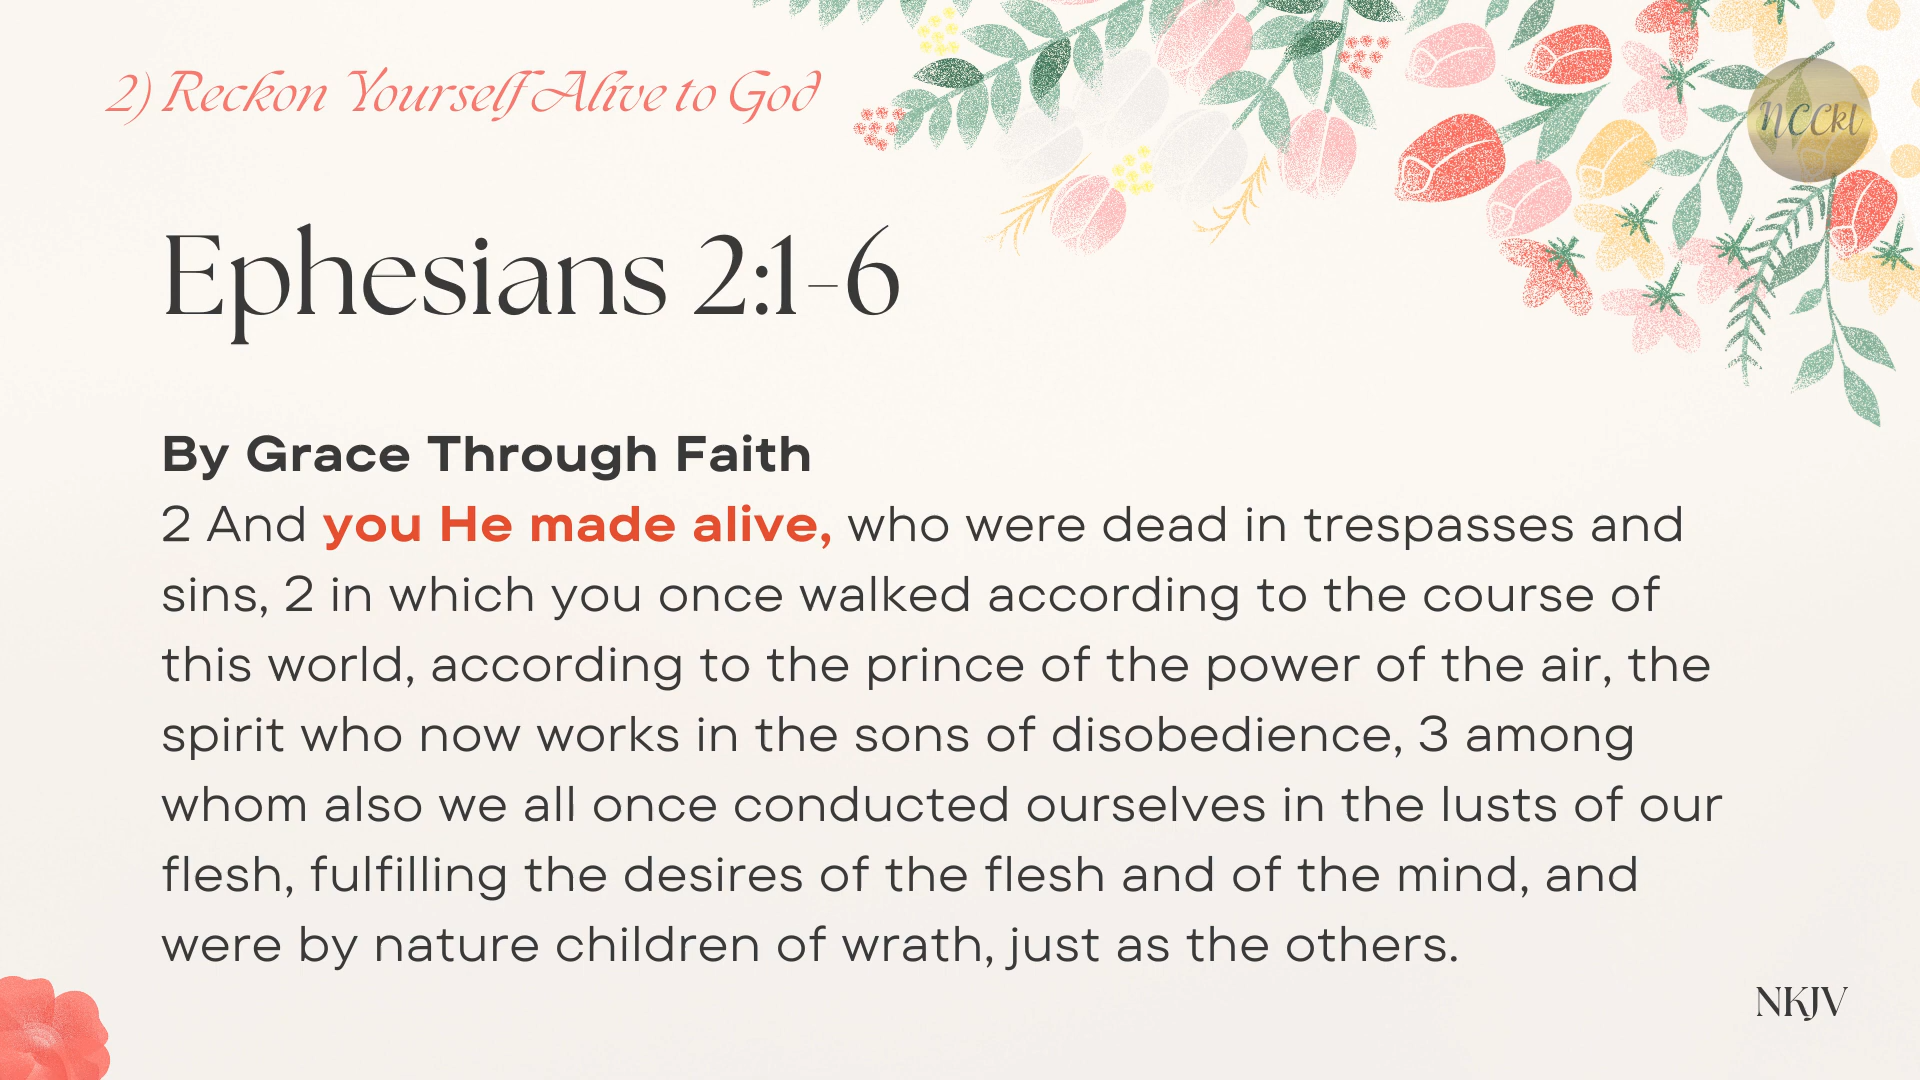 2) Reckon Yourself Alive to God
NCCkl
Ephesians 2:1-6
By Grace Through Faith
2 And you He made alive, who were dead in trespasses and
sins, 2 in which you once walked according to the course of
this world, according to the prince of the power of the air, the
spirit who now works in the sons of disobedience, 3 among
whom also we all once conducted ourselves in the lusts of our
flesh, fulfilling the desires of the flesh and of the mind, and
were by nature children of wrath, just as the others.
NKJV